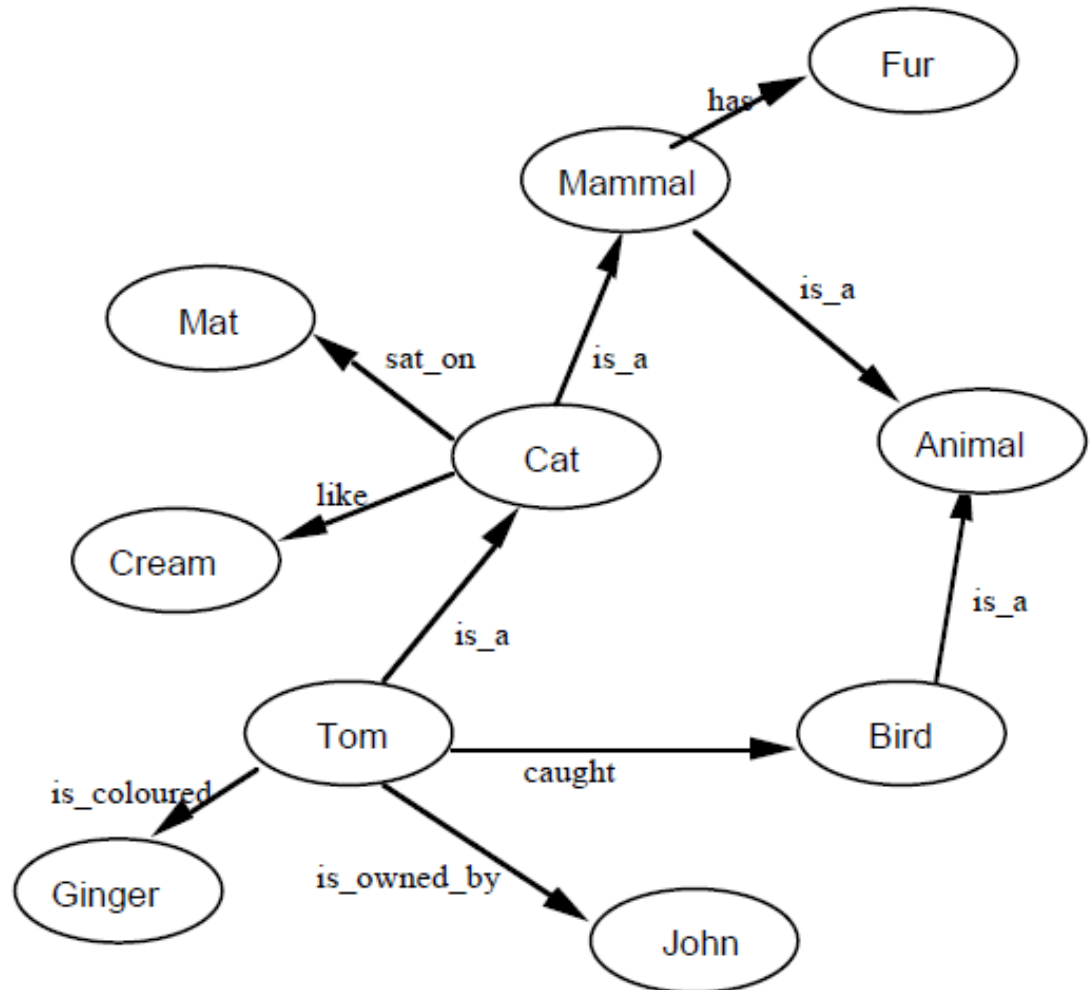 Fur
has
Mammal
is_a
Mat
sat_on
is_a
Animal
Cat
like
Cream
is_a
is_a
Tom
Bird
caught
is_coloured
is_owned_by
Ginger
John